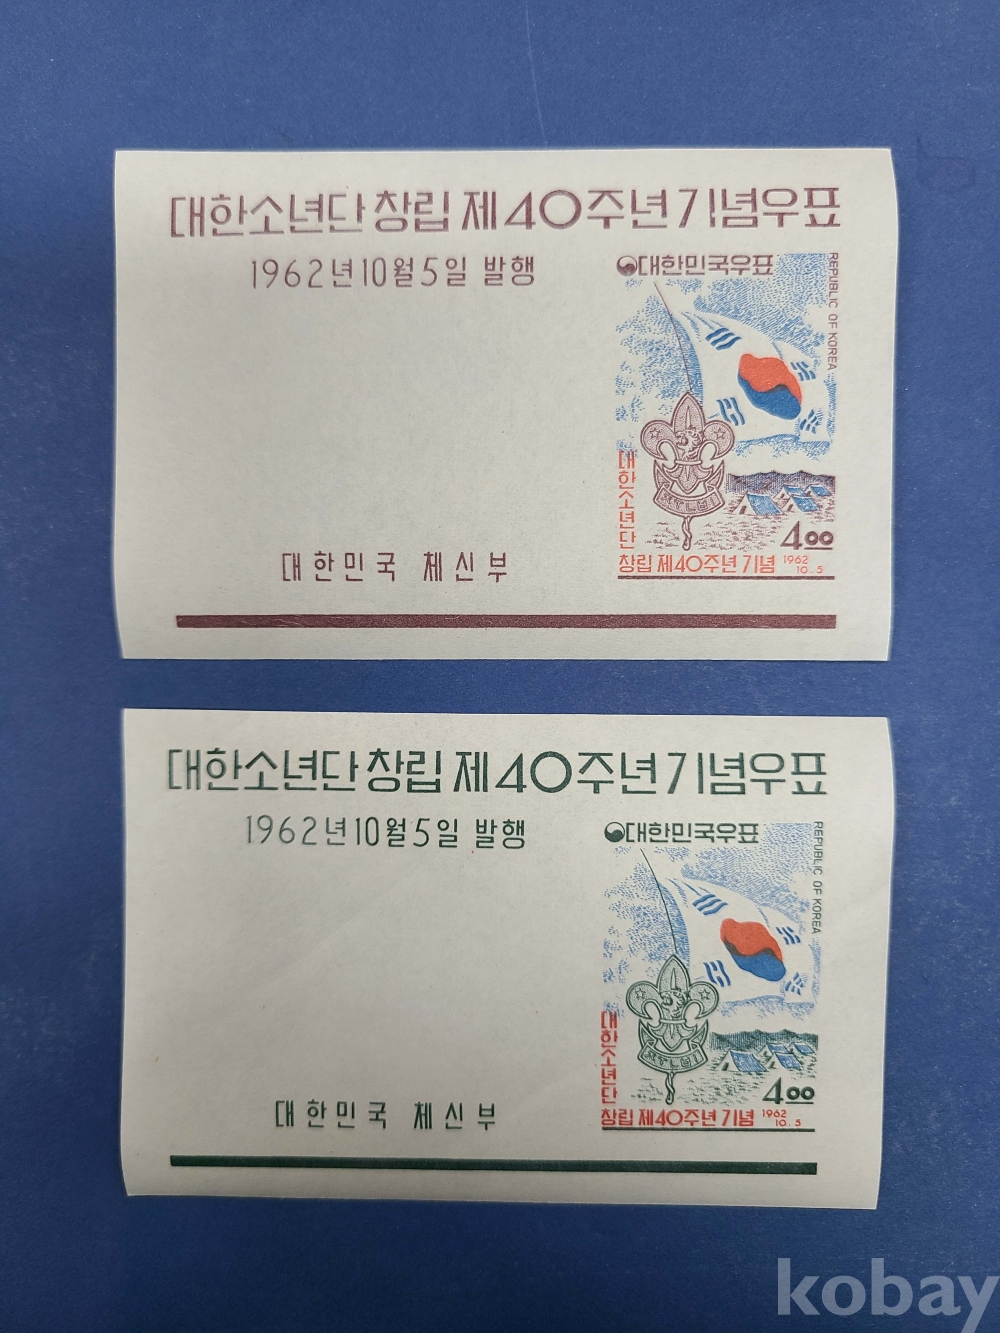 대한소년단 창립 제40주년 기념우표
1962년 10월 5일 발행
대한민국우표
REPUBLIC OF KOREA
대한소년단
4.00
창립 제40주년 기념 1962
10.5
대한민국 체신부
대한소년단 창립 제40주년 기념우표
1962년 10월 5일 발행
대한민국우표
REPUBLIC OF KOREA
대한소년단
4.00
창립 제40주년 기념 1962
10.5
대한민국 체신부
kobay